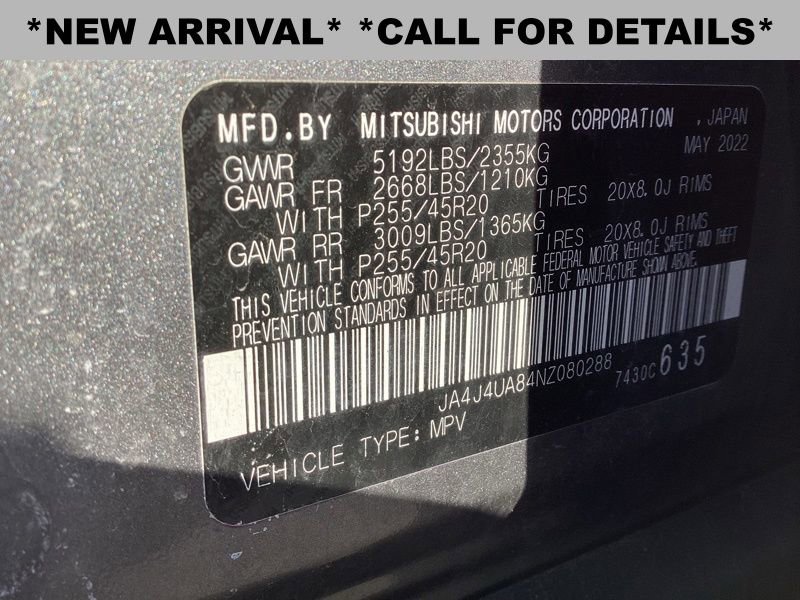 *NEW ARRIVAL* *CALL FOR DETAILS*
MFD.BY MITSUBISHI MOTORS CORPORATION , JAPAN
MAY 2022
GVWR 5192LBS/2355KG
GAWR FR 2668LBS/1210KG
WITH P255/45R20 TIRES 20X8.0J RIMS
GAWR RR 3009LBS/1365KG
WITH P255/45R20 TIRES 20X8.0J RIMS
THIS VEHICLE CONFORMS TO ALL APPLICABLE FEDERAL MOTOR VEHICLE SAFETY AND THEFT
PREVENTION STANDARDS IN EFFECT ON THE DATE OF MANUFACTURE SHOWN ABOVE.
JA4J4UA84NZ080288 7430C 635
VEHICLE TYPE: MPV